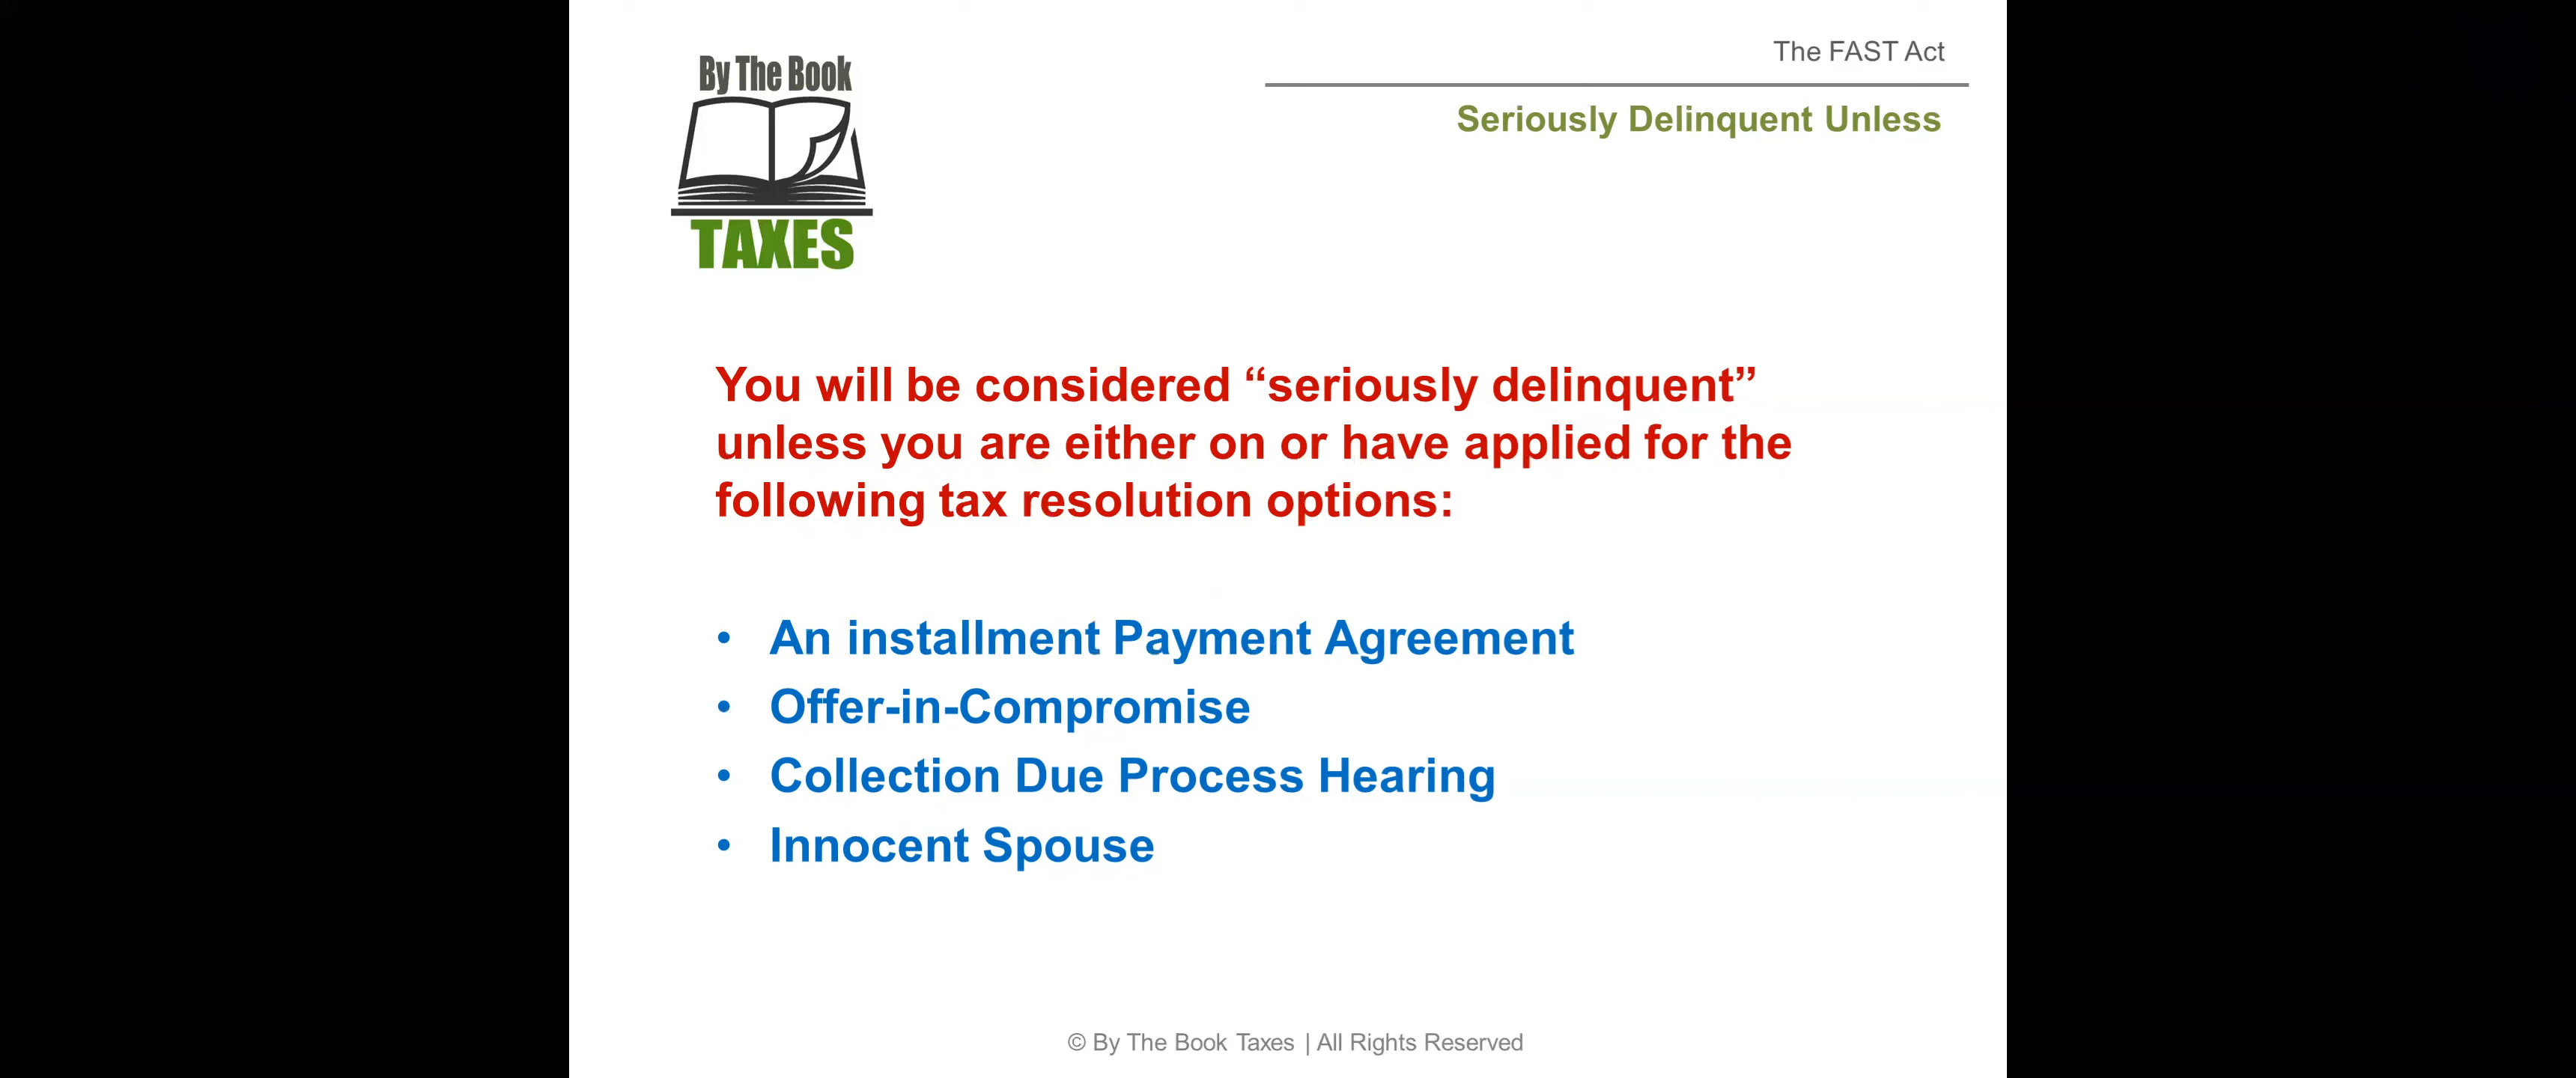 By The Book
TAXES
The FAST Act
Seriously Delinquent Unless
You will be considered “seriously delinquent”
unless you are either on or have applied for the
following tax resolution options:
• An installment Payment Agreement
• Offer-in-Compromise
• Collection Due Process Hearing
• Innocent Spouse
© By The Book Taxes | All Rights Reserved